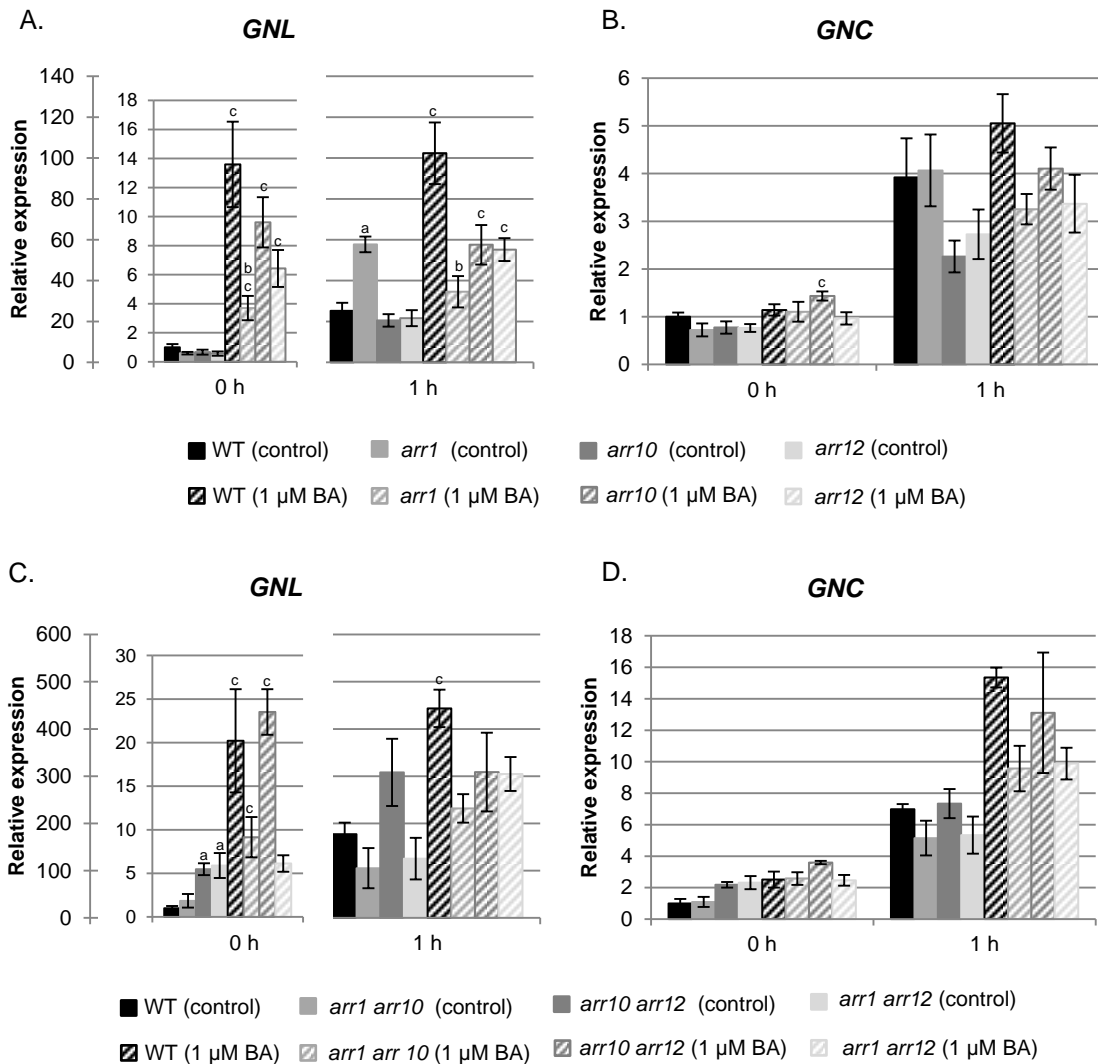 A.
GNL
B.
GNC
Relative expression
140
120
100
80
60
40
20
0
18
16
14
12
10
8
6
4
2
0
c
b
c
c
c
a
c
b
c
c
0 h
1 h
Relative expression
6
5
4
3
2
1
0
c
0 h
1 h
WT (control)
arr1 (control)
arr10 (control)
arr12 (control)
WT (1 µM BA)
arr1 (1 µM BA)
arr10 (1 µM BA)
arr12 (1 µM BA)
C.
GNL
D.
GNC
Relative expression
600
500
400
300
200
100
0
30
25
20
15
10
5
0
a
a
c
c
c
c
0 h
1 h
Relative expression
18
16
14
12
10
8
6
4
2
0
0 h
1 h
WT (control)
arr1 arr10 (control)
arr10 arr12 (control)
arr1 arr12 (control)
WT (1 µM BA)
arr1 arr 10 (1 µM BA)
arr10 arr12 (1 µM BA)
arr1 arr12 (1 µM BA)